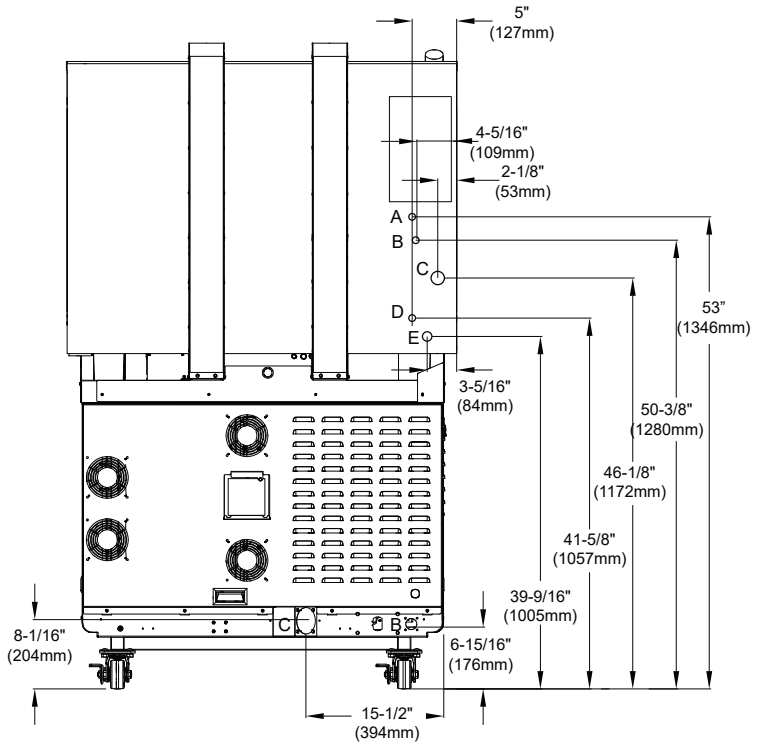 5"
(127mm)
4-5/16"
(109mm)
2-1/8"
(53mm)
A
B
C
D
E
53”
(1346mm)
3-5/16"
(84mm)
50-3/8"
(1280mm)
46-1/8"
(1172mm)
41-5/8"
(1057mm)
39-9/16"
(1005mm)
8-1/16"
(204mm)
C
B
6-15/16"
(176mm)
15-1/2"
(394mm)